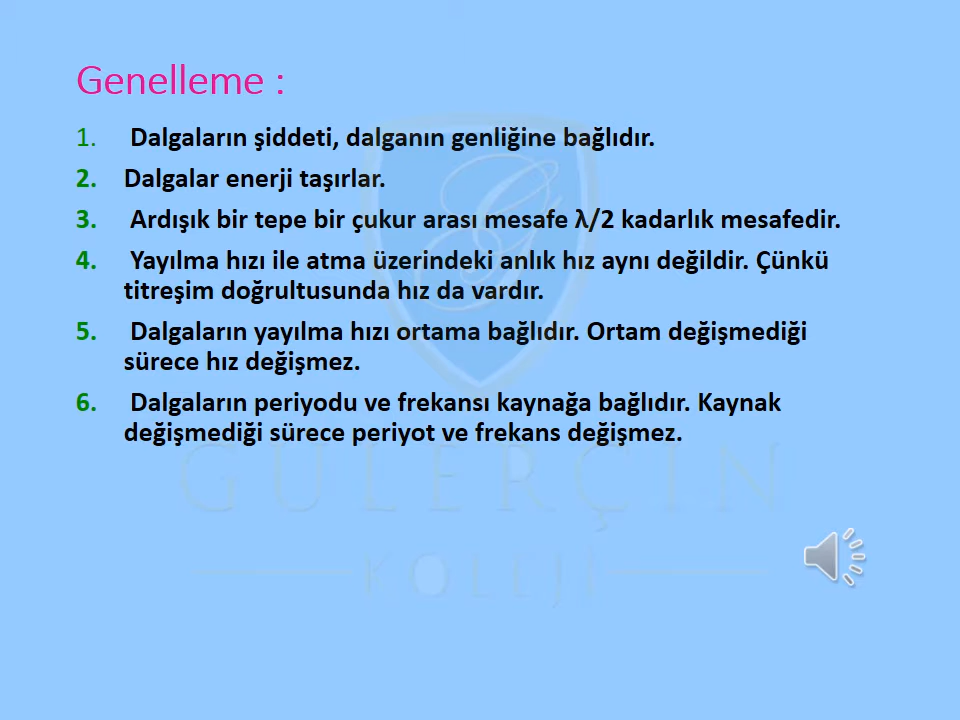 Genelleme :
1. Dalgaların şiddeti, dalganın genliğine bağlıdır.
2. Dalgalar enerji taşırlar.
3. Ardışık bir tepe bir çukur arası mesafe λ/2 kadarlık mesafedir.
4. Yayılma hızı ile atma üzerindeki anlık hız aynı değildir. Çünkü
titreşim doğrultusunda hız da vardır.
5. Dalgaların yayılma hızı ortama bağlıdır. Ortam değişmediği
sürece hız değişmez.
6. Dalgaların periyodu ve frekansı kaynağa bağlıdır. Kaynak
değişmediği sürece periyot ve frekans değişmez.
GÜLERÇİN
KOLEJİ